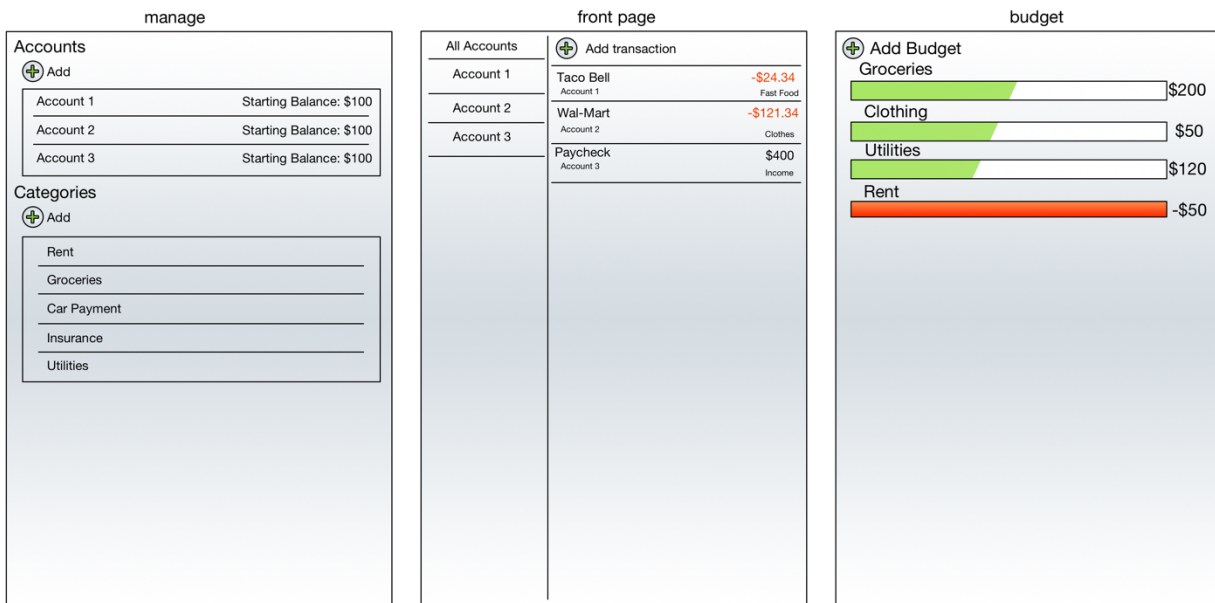 manage
Accounts
Add
Account 1 Starting Balance: $100
Account 2 Starting Balance: $100
Account 3 Starting Balance: $100
Categories
Add
Rent
Groceries
Car Payment
Insurance
Utilities
front page
All Accounts
Account 1
Account 2
Account 3
Add transaction
Taco Bell -$24.34
Account 1 Fast Food
Wal-Mart -$121.34
Account 2 Clothes
Paycheck $400
Account 3 Income
budget
Add Budget
Groceries
$200
Clothing
$50
Utilities
$120
Rent
-$50